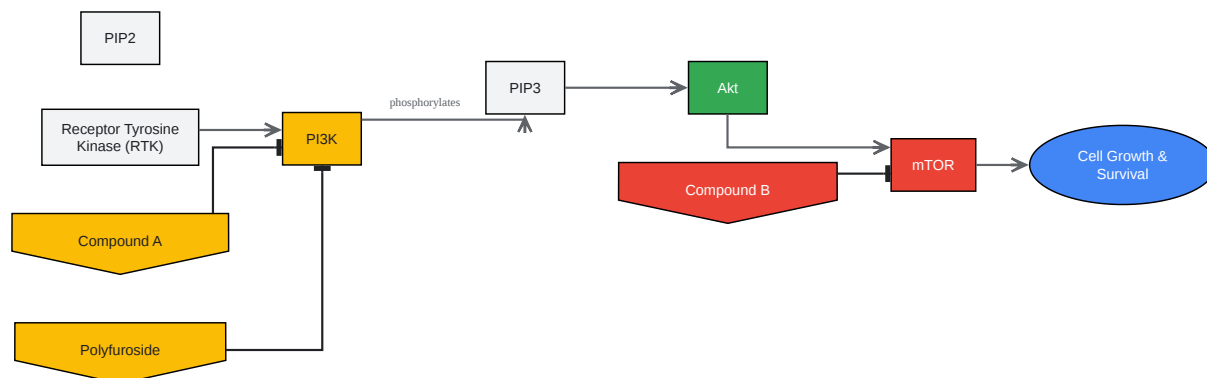 PIP2
Receptor Tyrosine
Kinase (RTK)
PI3K
phosphorylates
PIP3
Akt
mTOR
Cell Growth &
Survival
Compound A
Compound B
Polyfuroside